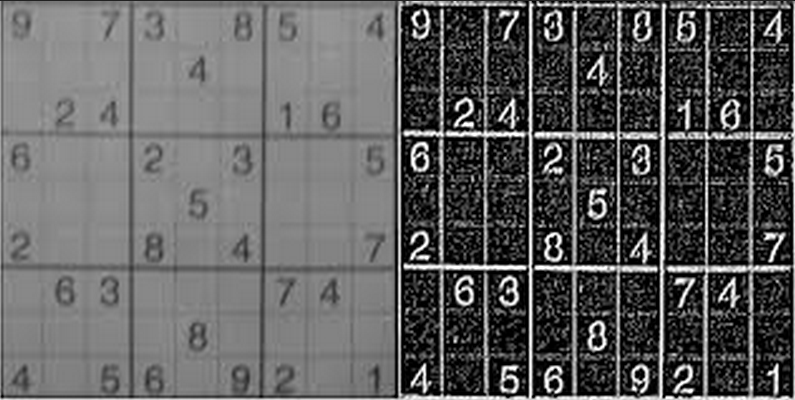 9 7 3 8 5 4 9 7 3 8 5 4
4 4
2 4 1 6 2 4 1 6
6 2 3 5 6 2 3 5
5 5
2 8 4 7 2 8 4 7
6 3 7 4 6 3 7 4
8 8
4 5 6 9 2 1 4 5 6 9 2 1